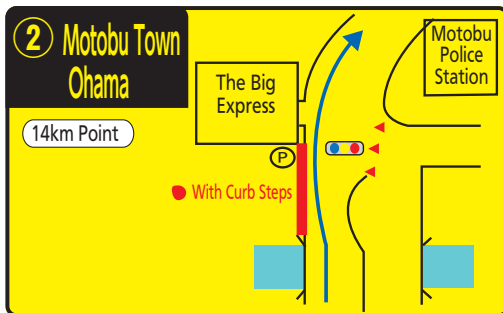 ② Motobu Town
Ohama
14km Point
The Big
Express
Motobu
Police
Station
P
With Curb Steps